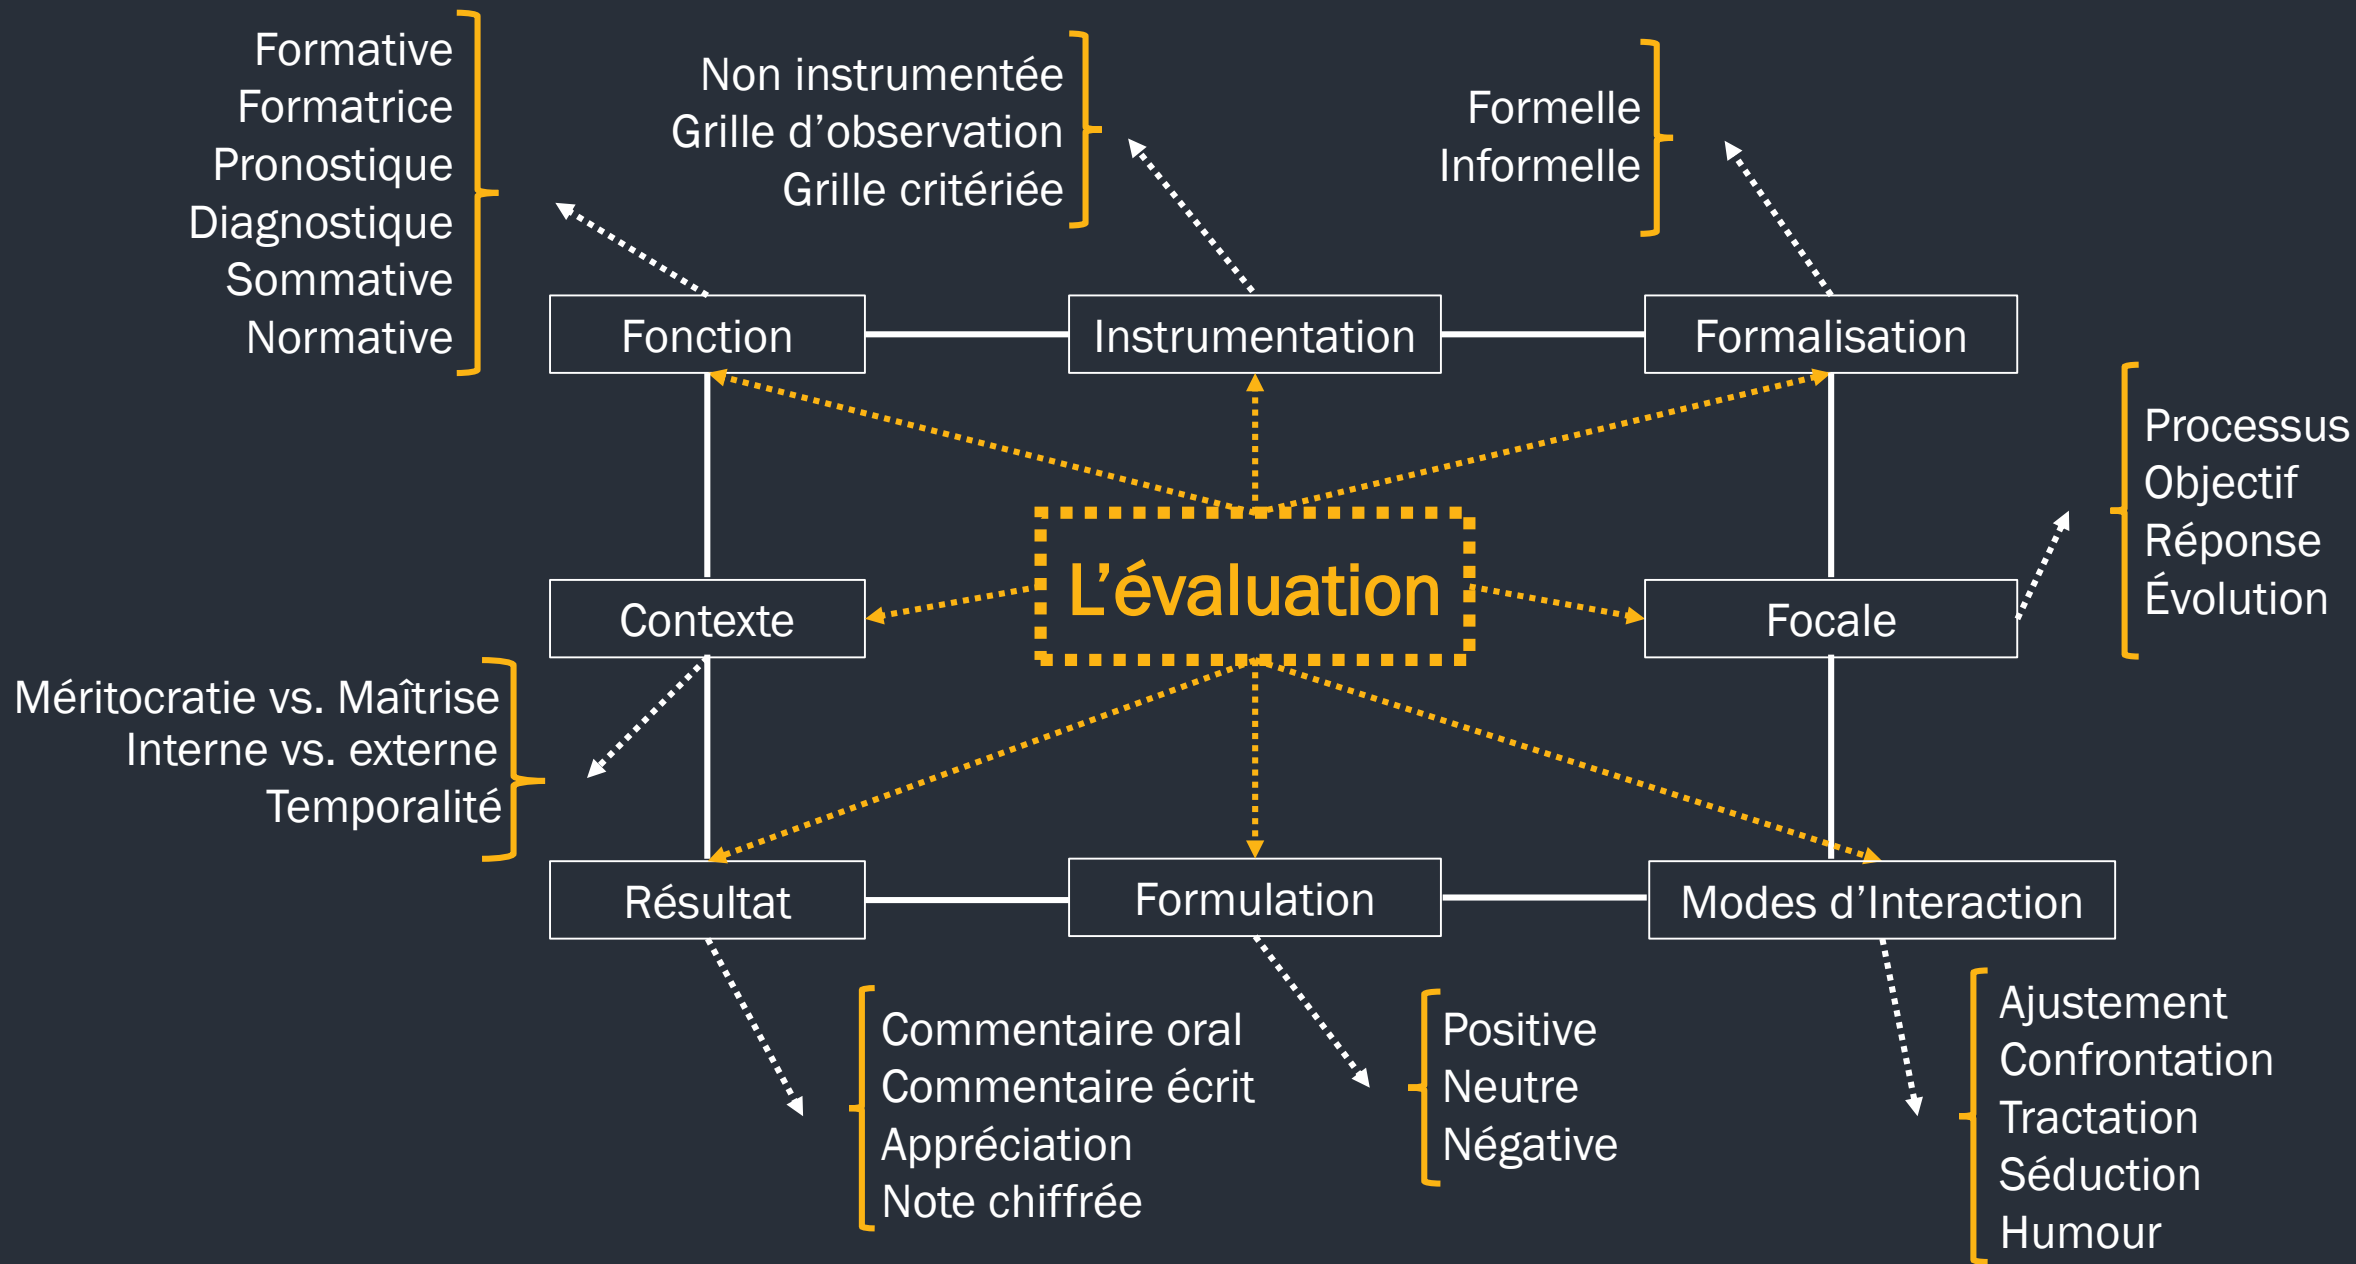 Formative
Formatrice
Pronostique
Diagnostique
Sommative
Normative
Non instrumentée
Grille d’observation
Grille critériée
Formelle
Informelle
Fonction
Instrumentation
Formalisation
Processus
Objectif
Réponse
Évolution
L’évaluation
Contexte
Focale
Méritocratie vs. Maîtrise
Interne vs. externe
Temporalité
Résultat
Formulation
Modes d’Interaction
Commentaire oral
Commentaire écrit
Appréciation
Note chiffrée
Positive
Neutre
Négative
Ajustement
Confrontation
Tractation
Séduction
Humour